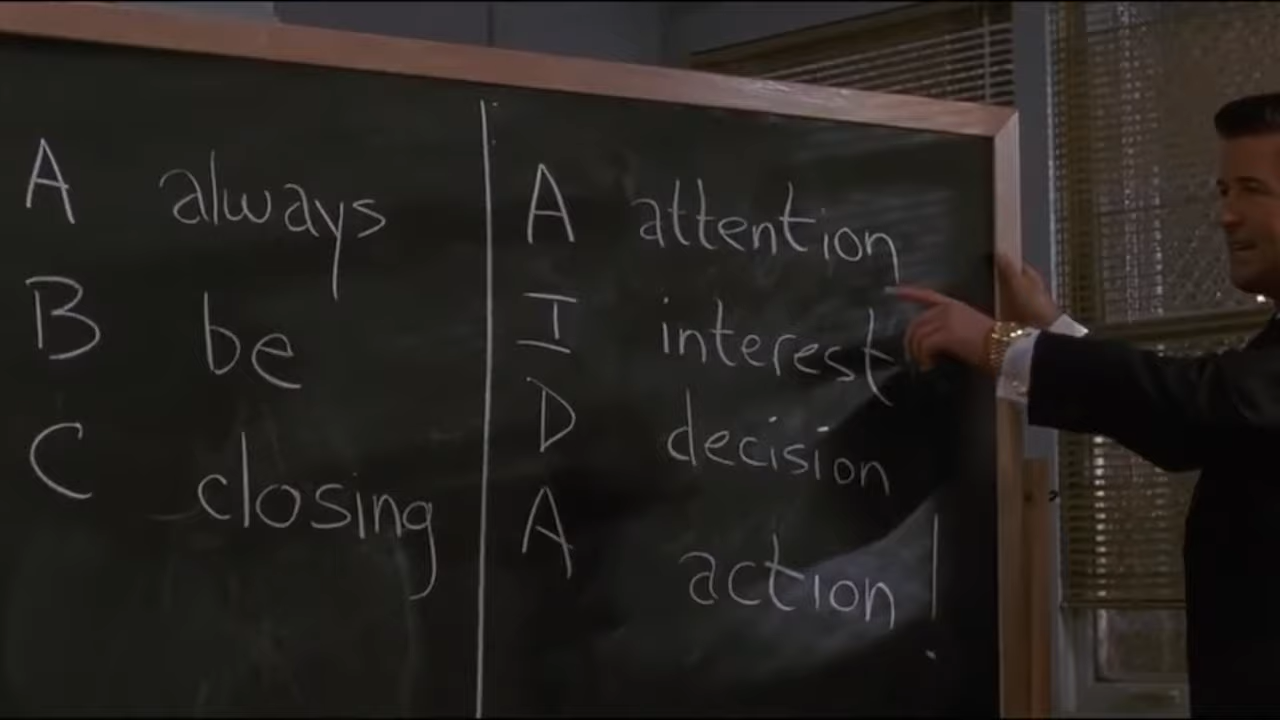 A always
B be
C closing
A attention
I interest
D decision
A action!